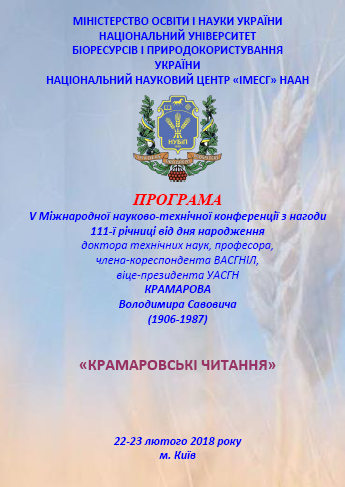 МІНІСТЕРСТВО ОСВІТИ І НАУКИ УКРАЇНИ
НАЦІОНАЛЬНИЙ УНІВЕРСИТЕТ
БІОРЕСУРСІВ І ПРИРОДОКОРИСТУВАННЯ
УКРАЇНИ
НАЦІОНАЛЬНИЙ НАУКОВИЙ ЦЕНТР «ІМЕСГ» НААН
НУБІП
ПРОГРАМА
V Міжнародної науково-технічної конференції з нагоди
111-ї річниці від дня народження
доктора технічних наук, професора,
члена-кореспондента ВАСГНІЛ,
віце-президента УАСГН
КРАМАРОВА
Володимира Савовича
(1906-1987)
«КРАМАРОВСЬКІ ЧИТАННЯ»
22-23 лютого 2018 року
м. Київ